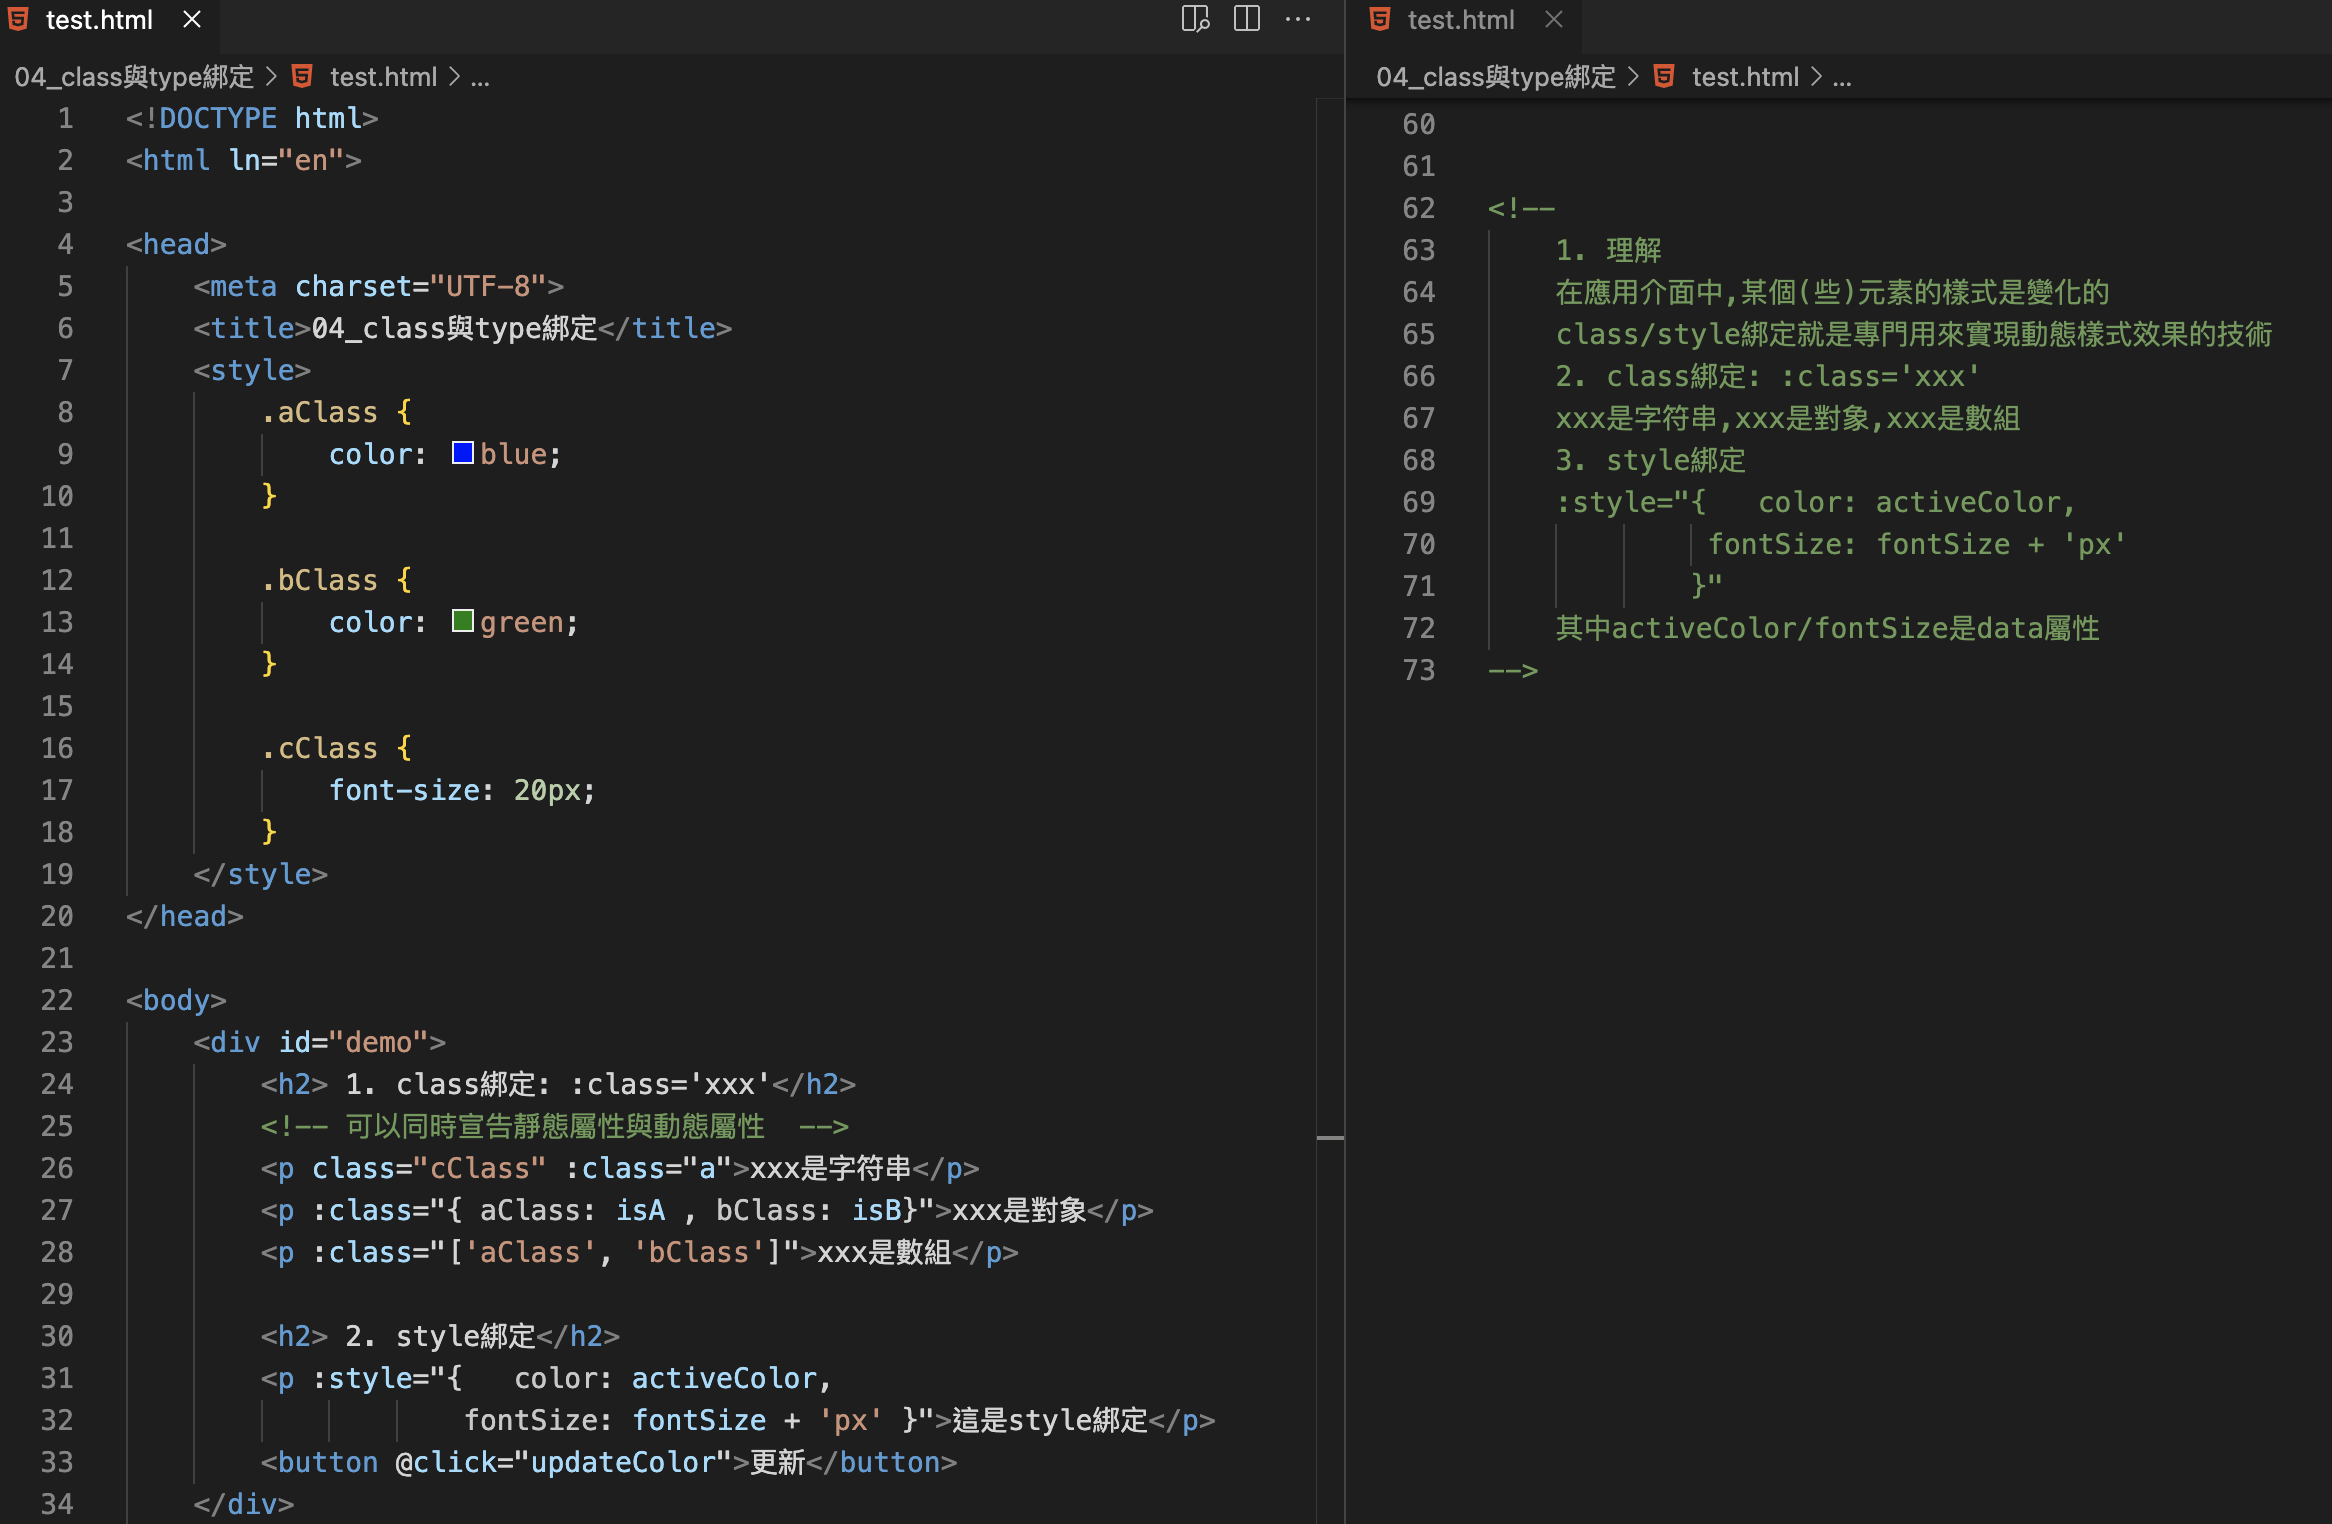 test.html
04_class與type綁定 > test.html > ...
1 <!DOCTYPE html>
2 <html ln="en">
3
4 <head>
5     <meta charset="UTF-8">
6     <title>04_class與type綁定</title>
7     <style>
8         .aClass {
9             color: blue;
10         }
11
12         .bClass {
13             color: green;
14         }
15
16         .cClass {
17             font-size: 20px;
18         }
19     </style>
20 </head>
21
22 <body>
23     <div id="demo">
24         <h2> 1. class綁定: :class='xxx'</h2>
25         <!-- 可以同時宣告靜態屬性與動態屬性  -->
26         <p class="cClass" :class="a">xxx是字符串</p>
27         <p :class="{ aClass: isA , bClass: isB}">xxx是對象</p>
28         <p :class="['aClass', 'bClass']">xxx是數組</p>
29
30         <h2> 2. style綁定</h2>
31         <p :style="{   color: activeColor,
32                     fontSize: fontSize + 'px' }">這是style綁定</p>
33         <button @click="updateColor">更新</button>
34     </div>
test.html
04_class與type綁定 > test.html > ...
60
61
62 <!--
63     1. 理解
64     在應用介面中,某個(些)元素的樣式是變化的
65     class/style綁定就是專門用來實現動態樣式效果的技術
66     2. class綁定: :class='xxx'
67     xxx是字符串,xxx是對象,xxx是數組
68     3. style綁定
69     :style="{   color: activeColor,
70              fontSize: fontSize + 'px'
71             }"
72     其中activeColor/fontSize是data屬性
73 -->